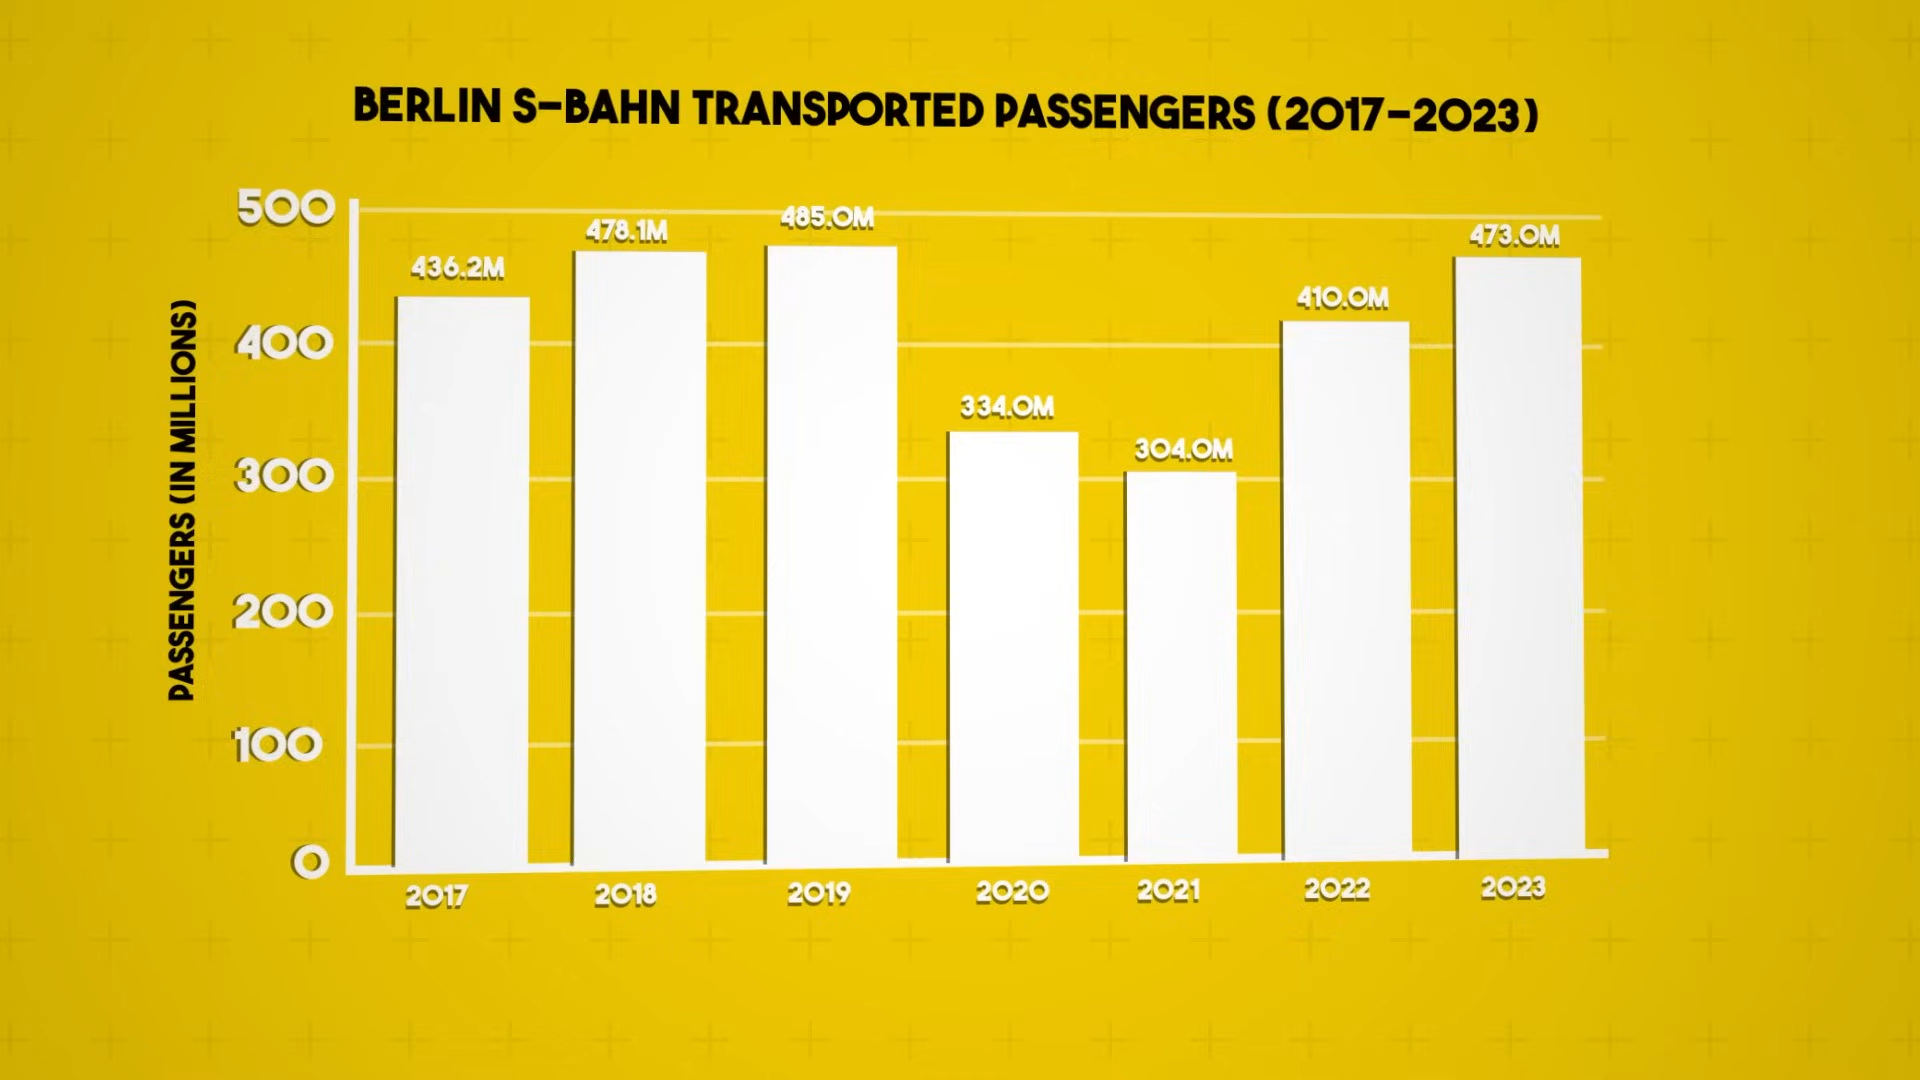 BERLIN S-BAHN TRANSPORTED PASSENGERS (2017-2023)
PASSENGERS (IN MILLIONS)
500
400
300
200
100
0
436.2M
478.1M
485.0M
334.0M
304.0M
410.0M
473.0M
2017
2018
2019
2020
2021
2022
2023